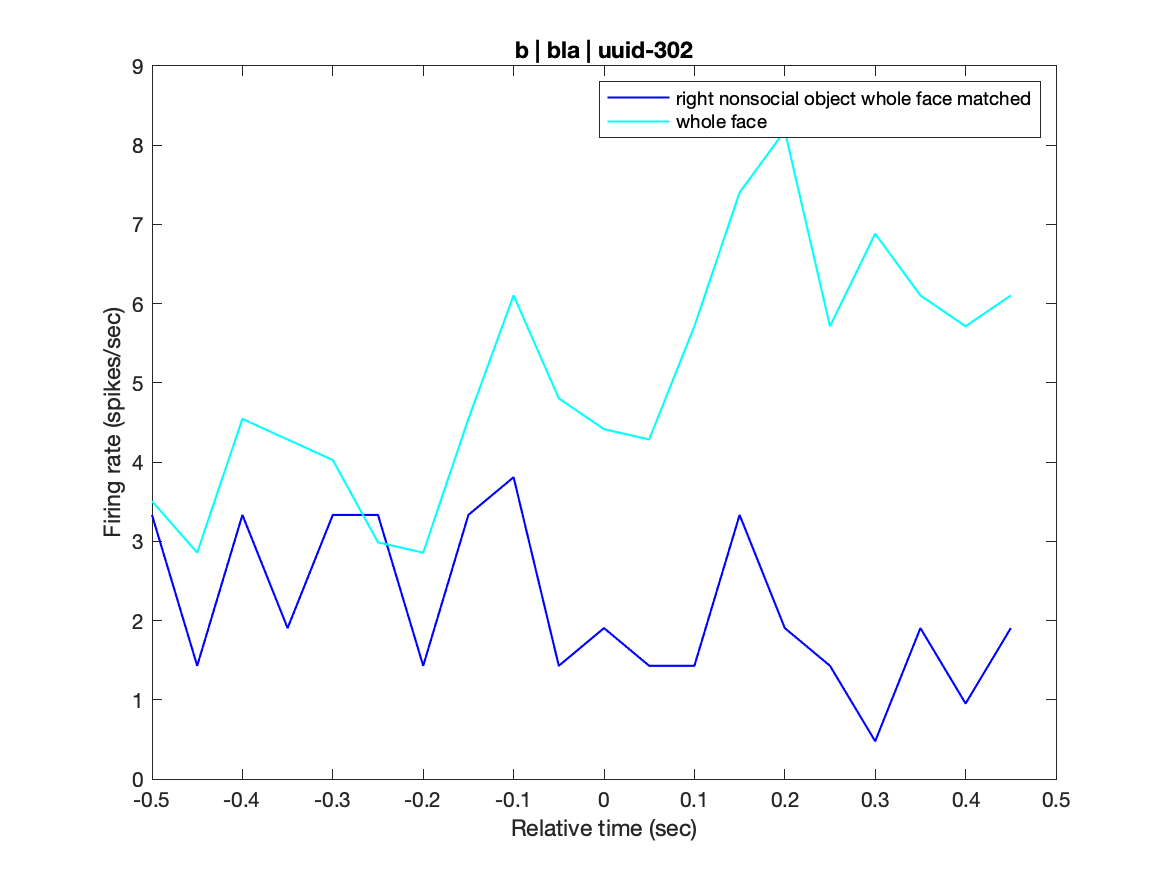 b | bla | uuid-302
right nonsocial object whole face matched
whole face
Firing rate (spikes/sec)
9
8
7
6
5
4
3
2
1
0
-0.5 -0.4 -0.3 -0.2 -0.1 0 0.1 0.2 0.3 0.4 0.5
Relative time (sec)